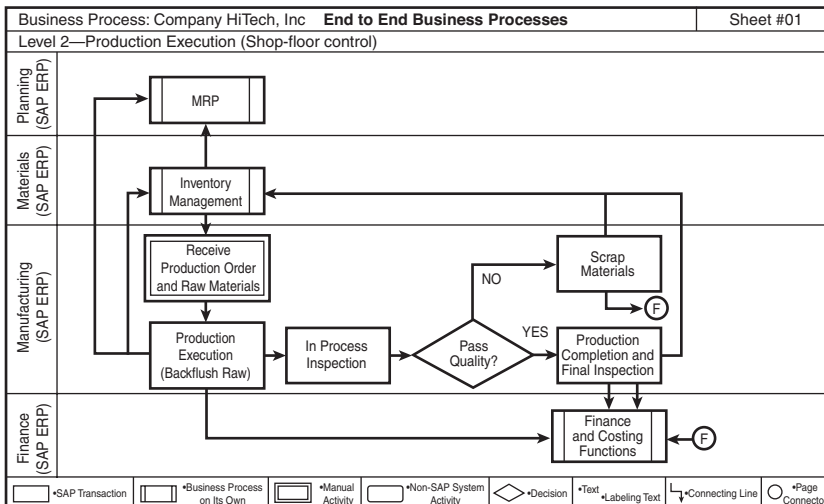 Business Process: Company HiTech, Inc End to End Business Processes Sheet #01
Level 2—Production Execution (Shop-floor control)
Planning
(SAP ERP)
MRP
Materials
(SAP ERP)
Inventory
Management
Manufacturing
(SAP ERP)
Receive
Production Order
and Raw Materials
NO
Scrap
Materials
F
Production
Execution
(Backflush Raw)
In Process
Inspection
Pass
Quality?
YES
Production
Completion and
Final Inspection
Finance
(SAP ERP)
Finance
and Costing
Functions
F
•SAP Transaction
•Business Process
on Its Own
•Manual
Activity
•Non-SAP System
Activity
•Decision
•Text
•Labeling Text
•Connecting Line
•Page
Connector